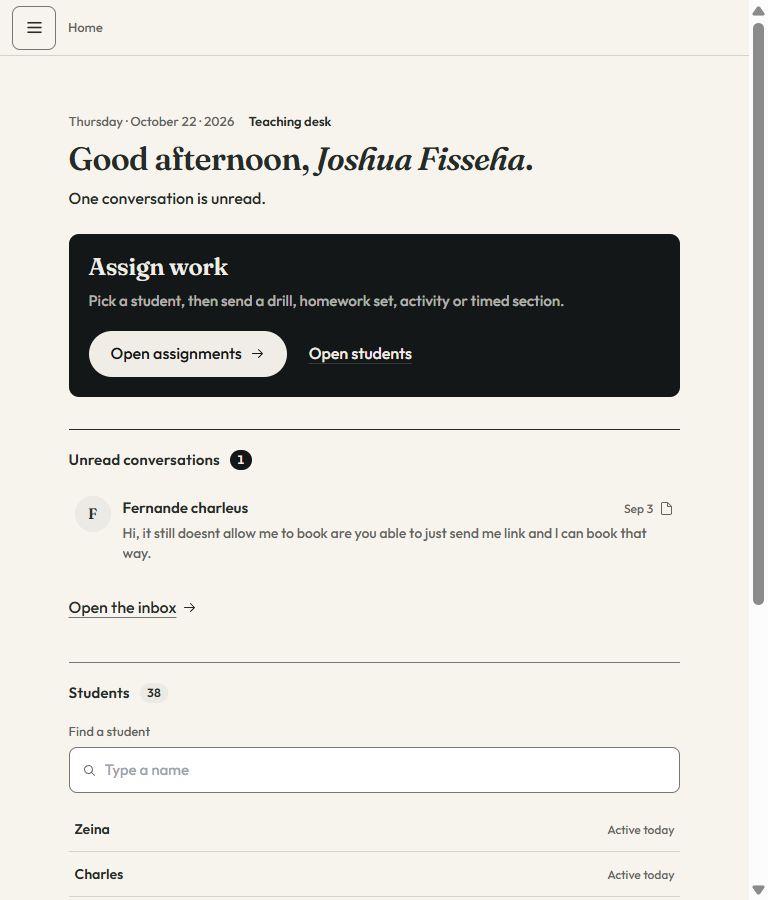 Home
Thursday · October 22 · 2026 Teaching desk
Good afternoon, Joshua Fisseha.
One conversation is unread.
Assign work
Pick a student, then send a drill, homework set, activity or timed section.
Open assignments → Open students
Unread conversations 1
F
Fernande charleus Sep 3
Hi, it still doesnt allow me to book are you able to just send me link and I can book that
way.
Open the inbox →
Students 38
Find a student
Type a name
Zeina Active today
Charles Active today